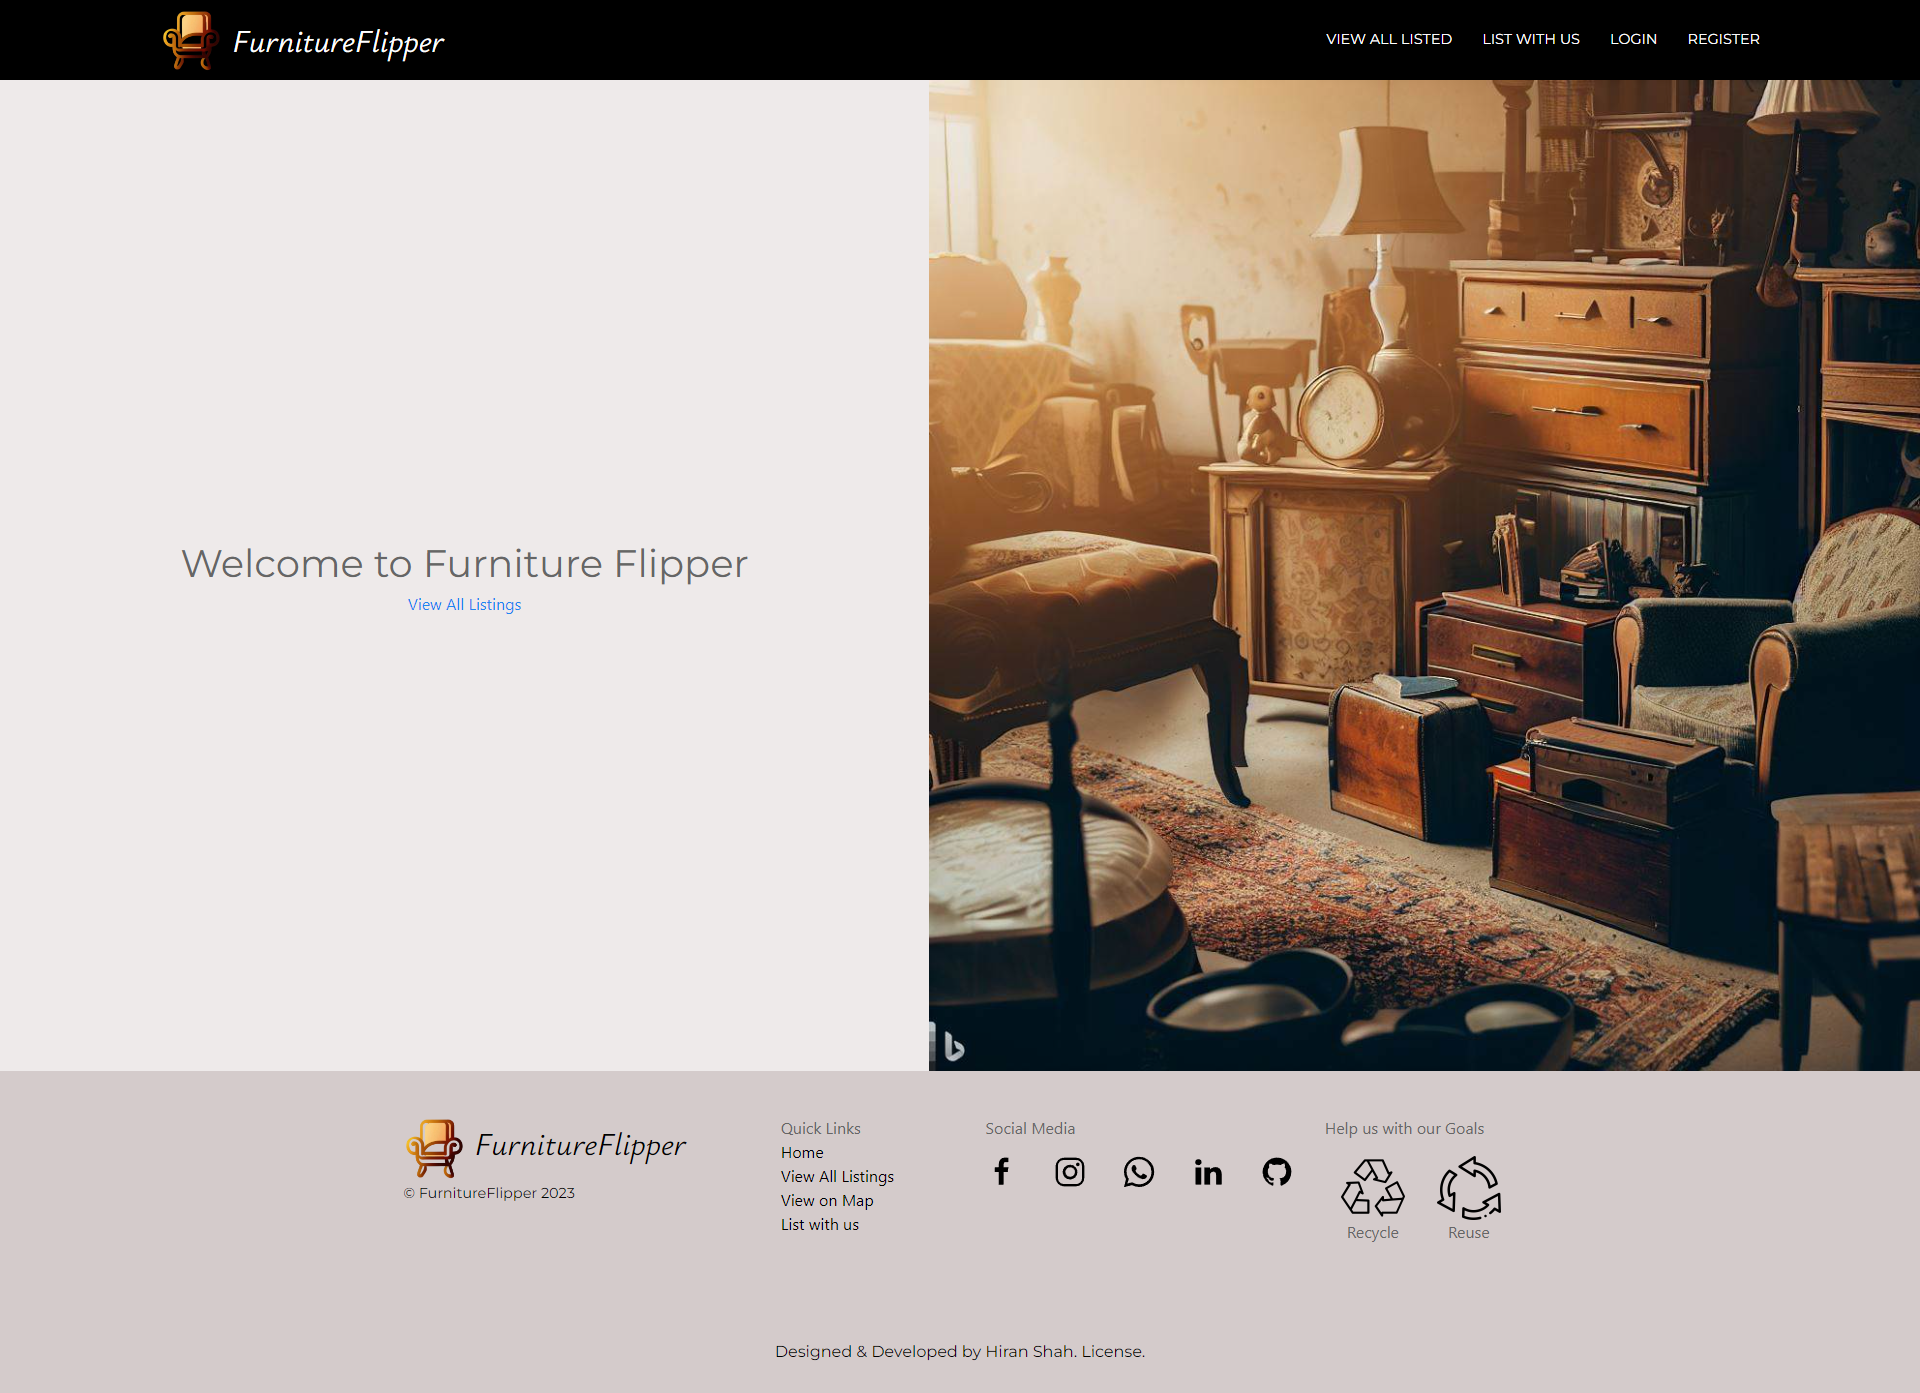 FurnitureFlipper
VIEW ALL LISTED
LIST WITH US
LOGIN
REGISTER
Welcome to Furniture Flipper
View All Listings
FurnitureFlipper
© FurnitureFlipper 2023
Quick Links
Home
View All Listings
View on Map
List with us
Social Media
Help us with our Goals
Recycle
Reuse
Designed & Developed by Hiran Shah. License.